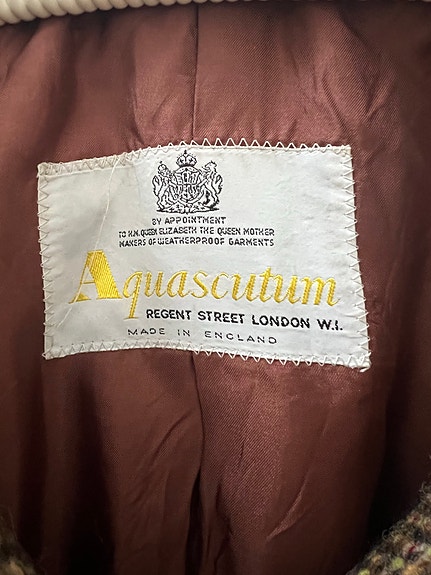 BY APPOINTMENT
TO H.M. QUEEN ELIZABETH THE QUEEN MOTHER
MAKERS OF WEATHERPROOF GARMENTS
Aquascutum
REGENT STREET LONDON W.I.
MADE IN ENGLAND